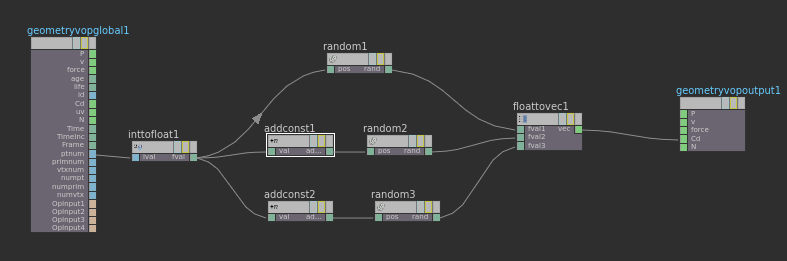 geometryvopglobal1
P
v
force
age
life
id
Cd
uv
N
Time
TimeInc
Frame
ptnum
primnum
vtxnum
numpt
numprim
numvtx
OpInput1
OpInput2
OpInput3
OpInput4
inttofloat1
ival fval
random1
pos rand
addconst1
val ad...
random2
pos rand
addconst2
val ad...
random3
pos rand
floattovec1
fval1 vec
fval2
fval3
geometryvopoutput1
P
v
force
Cd
N